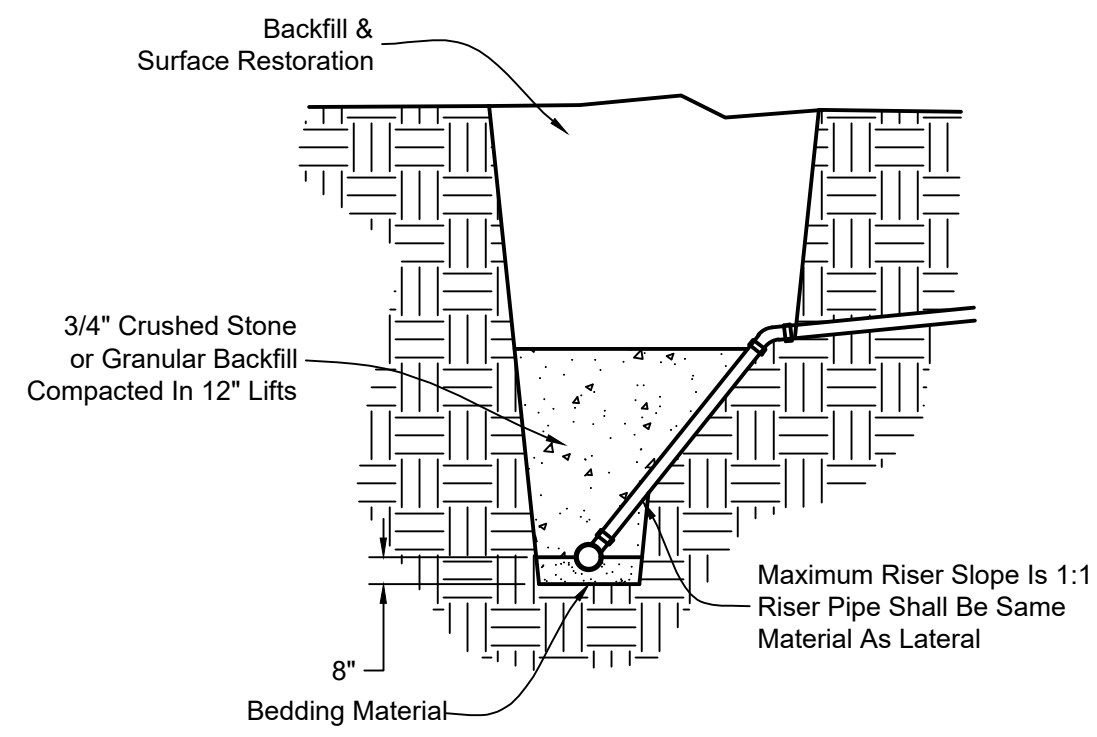 Backfill &
Surface Restoration
3/4" Crushed Stone
or Granular Backfill
Compacted In 12" Lifts
Maximum Riser Slope Is 1:1
Riser Pipe Shall Be Same
Material As Lateral
8"
Bedding Material